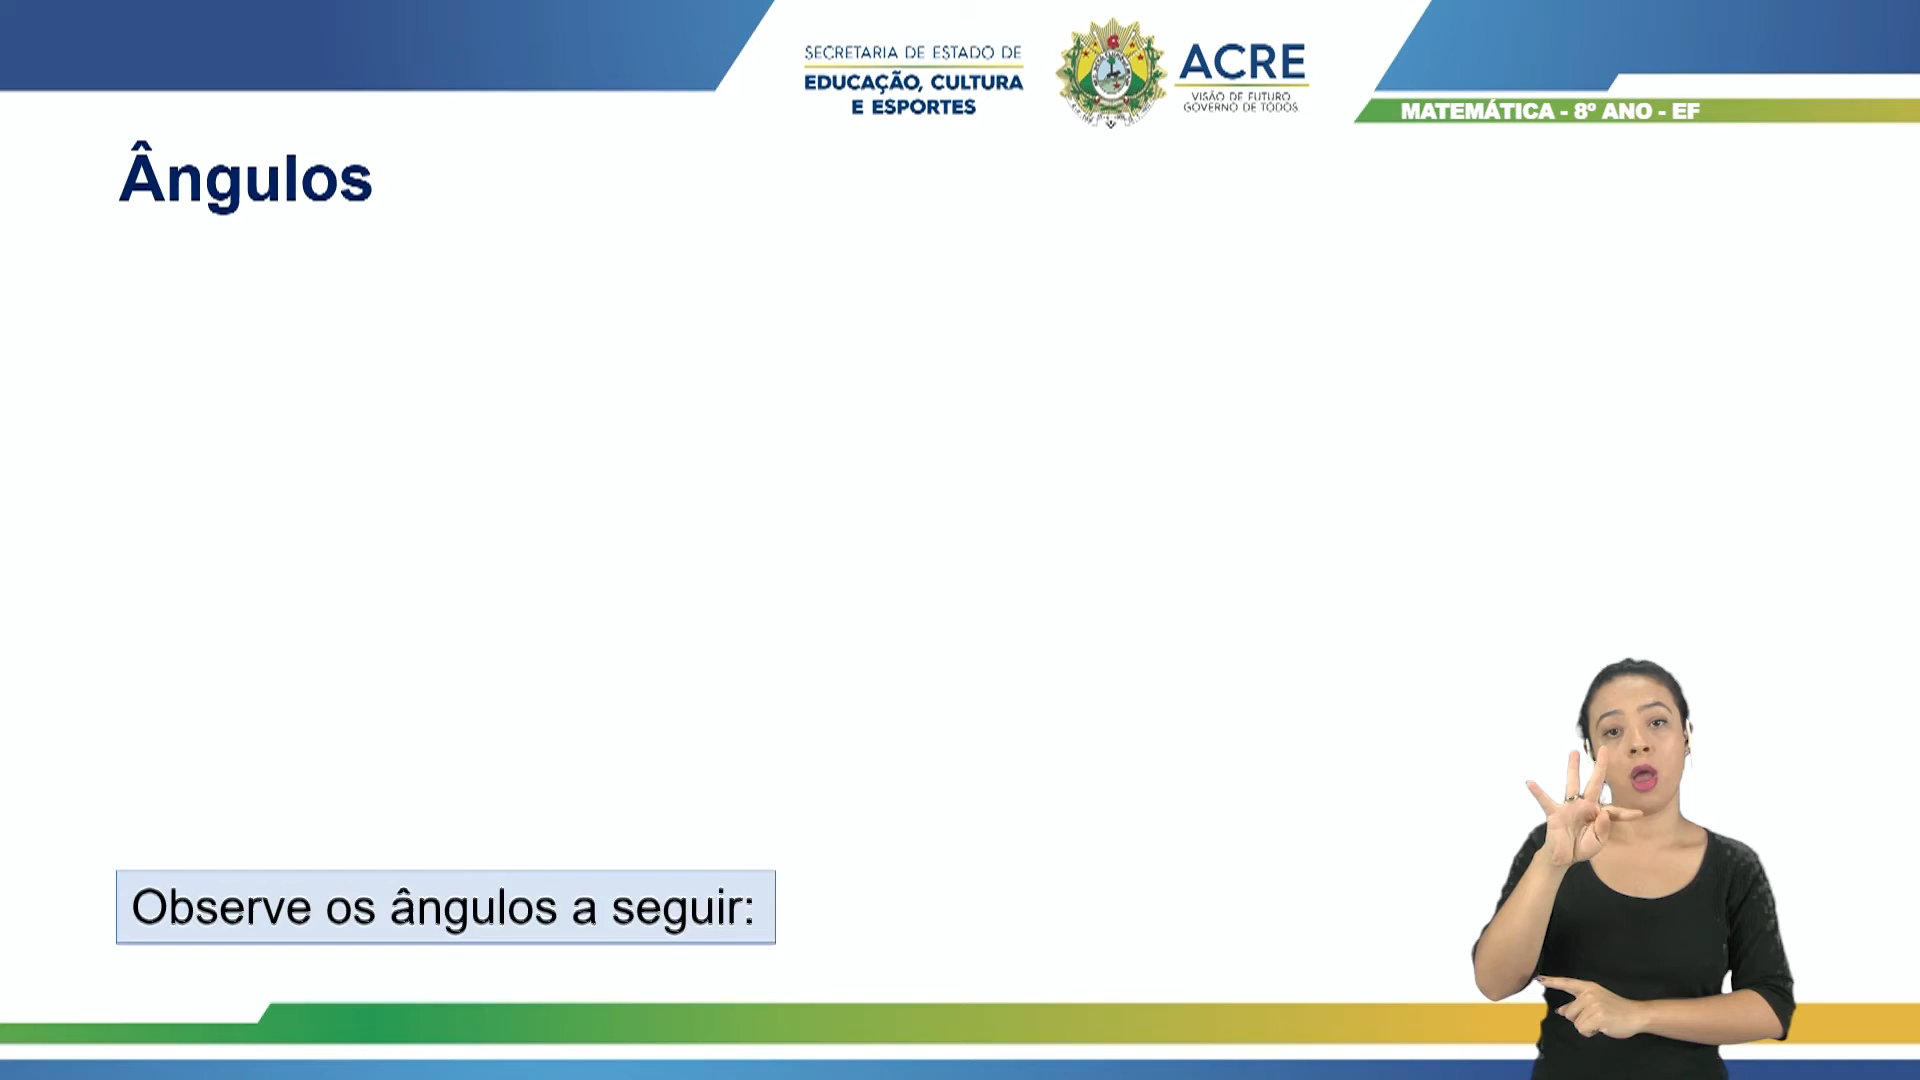 SECRETARIA DE ESTADO DE
EDUCAÇÃO, CULTURA
E ESPORTES
ACRE
VISÃO DE FUTURO
GOVERNO DE TODOS
MATEMÁTICA - 8º ANO - EF
Ângulos
Observe os ângulos a seguir: